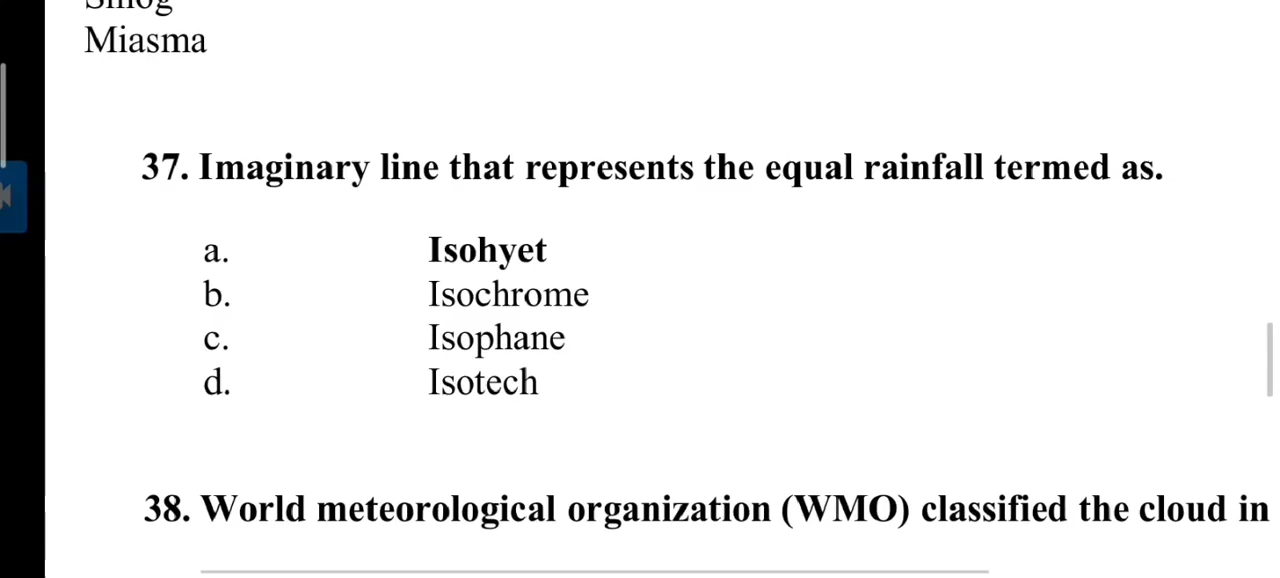 Smog
Miasma
37. Imaginary line that represents the equal rainfall termed as.
a. Isohyet
b. Isochrome
c. Isophane
d. Isotech
38. World meteorological organization (WMO) classified the cloud in